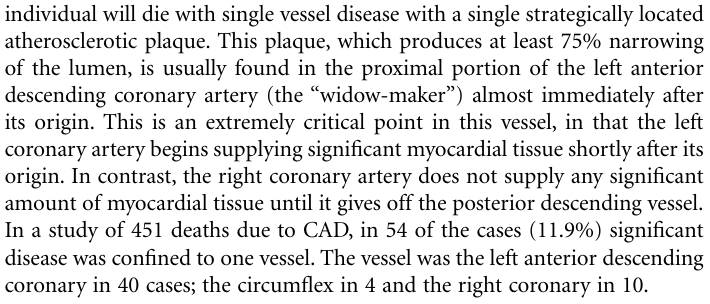 individual will die with single vessel disease with a single strategically located
atherosclerotic plaque. This plaque, which produces at least 75% narrowing
of the lumen, is usually found in the proximal portion of the left anterior
descending coronary artery (the “widow-maker”) almost immediately after
its origin. This is an extremely critical point in this vessel, in that the left
coronary artery begins supplying significant myocardial tissue shortly after its
origin. In contrast, the right coronary artery does not supply any significant
amount of myocardial tissue until it gives off the posterior descending vessel.
In a study of 451 deaths due to CAD, in 54 of the cases (11.9%) significant
disease was confined to one vessel. The vessel was the left anterior descending
coronary in 40 cases; the circumflex in 4 and the right coronary in 10.